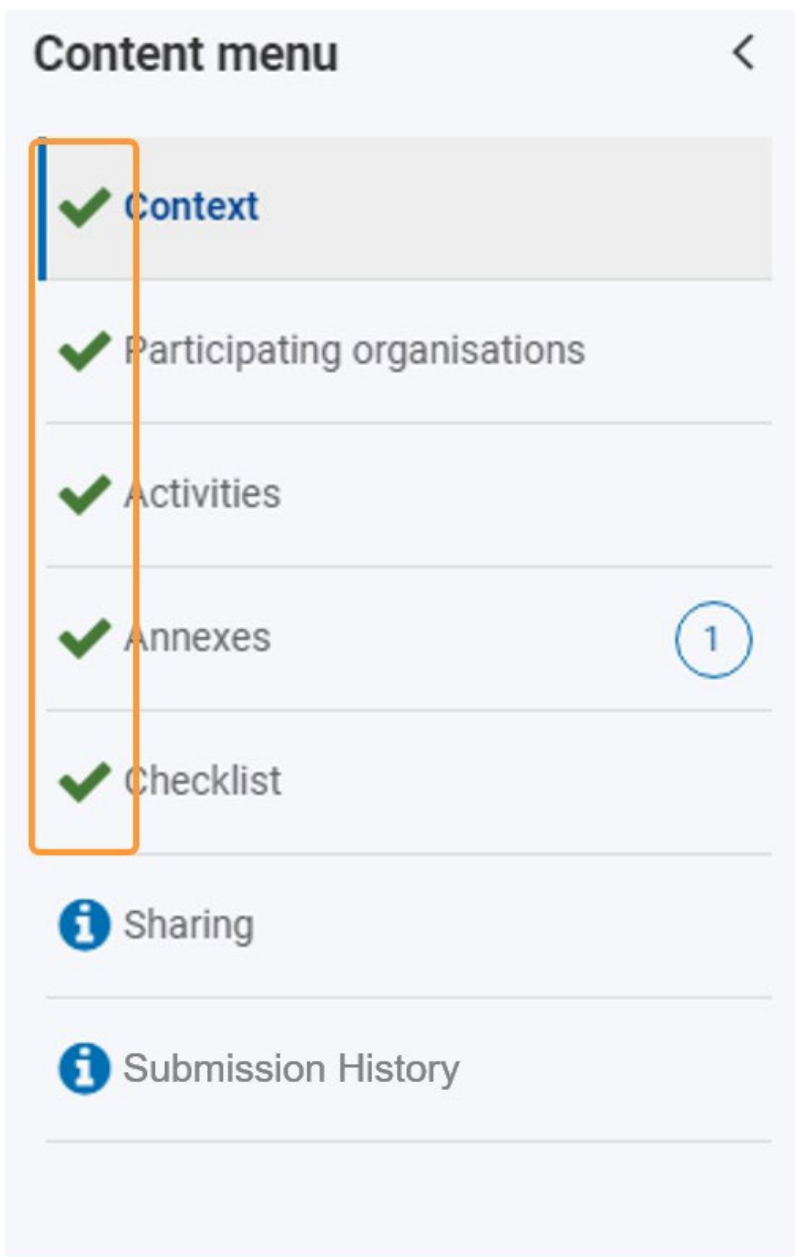 Content menu
Context
Participating organisations
Activities
Annexes
1
Checklist
Sharing
Submission History